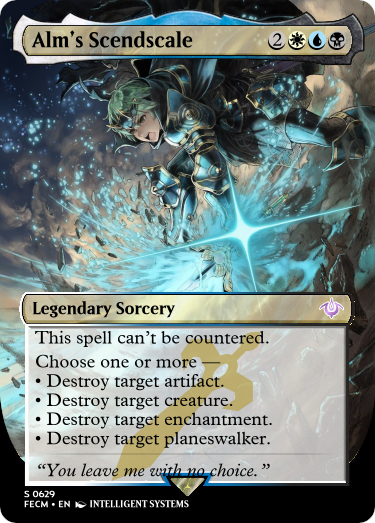 Alm's Scendscale 2
Legendary Sorcery
This spell can't be countered.
Choose one or more —
• Destroy target artifact.
• Destroy target creature.
• Destroy target enchantment.
• Destroy target planeswalker.
“You leave me with no choice.”
S 0629
FECM • EN INTELLIGENT SYSTEMS